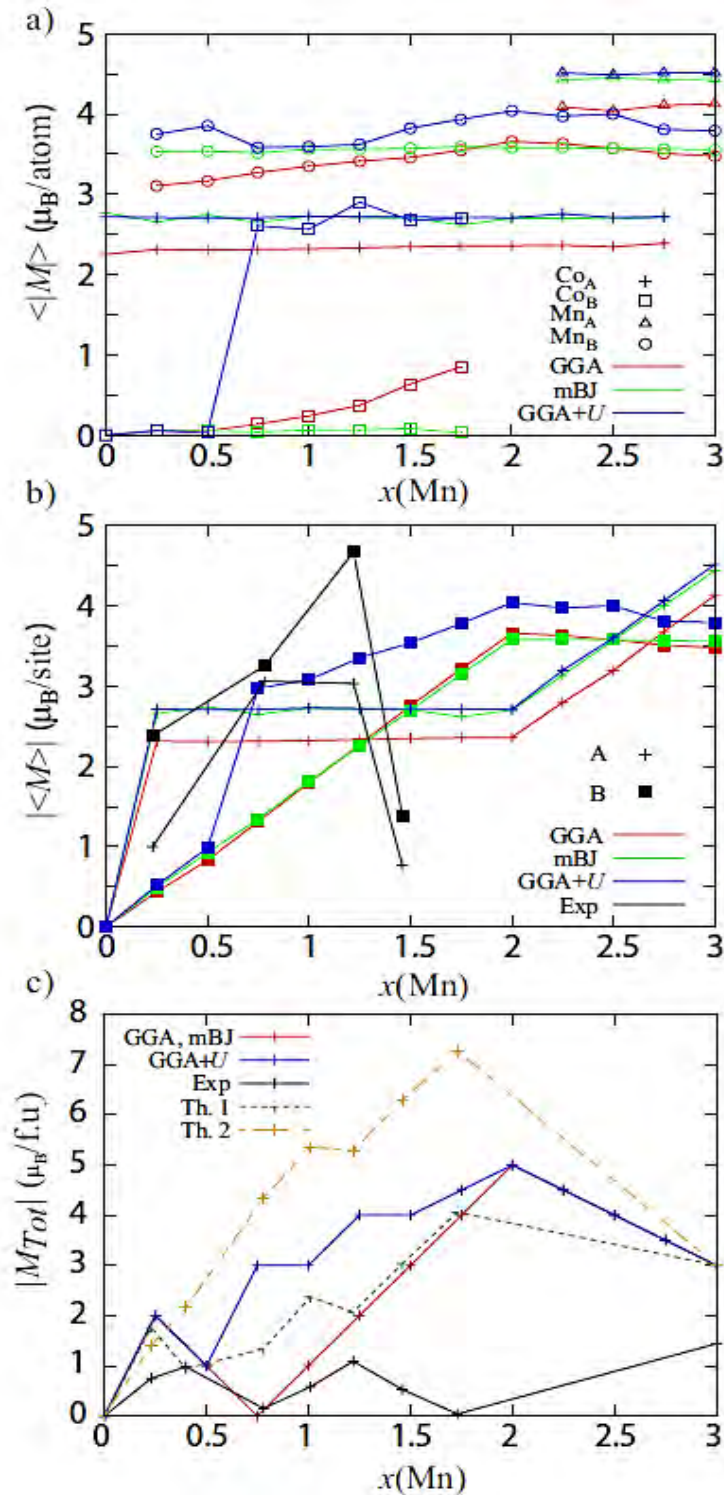 a)
5
4
3
2
1
0
<|M|> (μB/atom)
CoA
CoB
MnA
MnB
GGA
mBJ
GGA+U
0 0.5 1 1.5 2 2.5 3
x(Mn)
b)
5
4
3
2
1
0
|<M>| (μB/site)
A
B
GGA
mBJ
GGA+U
Exp
0 0.5 1 1.5 2 2.5 3
x(Mn)
c)
8
7
6
5
4
3
2
1
0
|MTot| (μB/f.u)
GGA, mBJ
GGA+U
Exp
Th. 1
Th. 2
0 0.5 1 1.5 2 2.5 3
x(Mn)